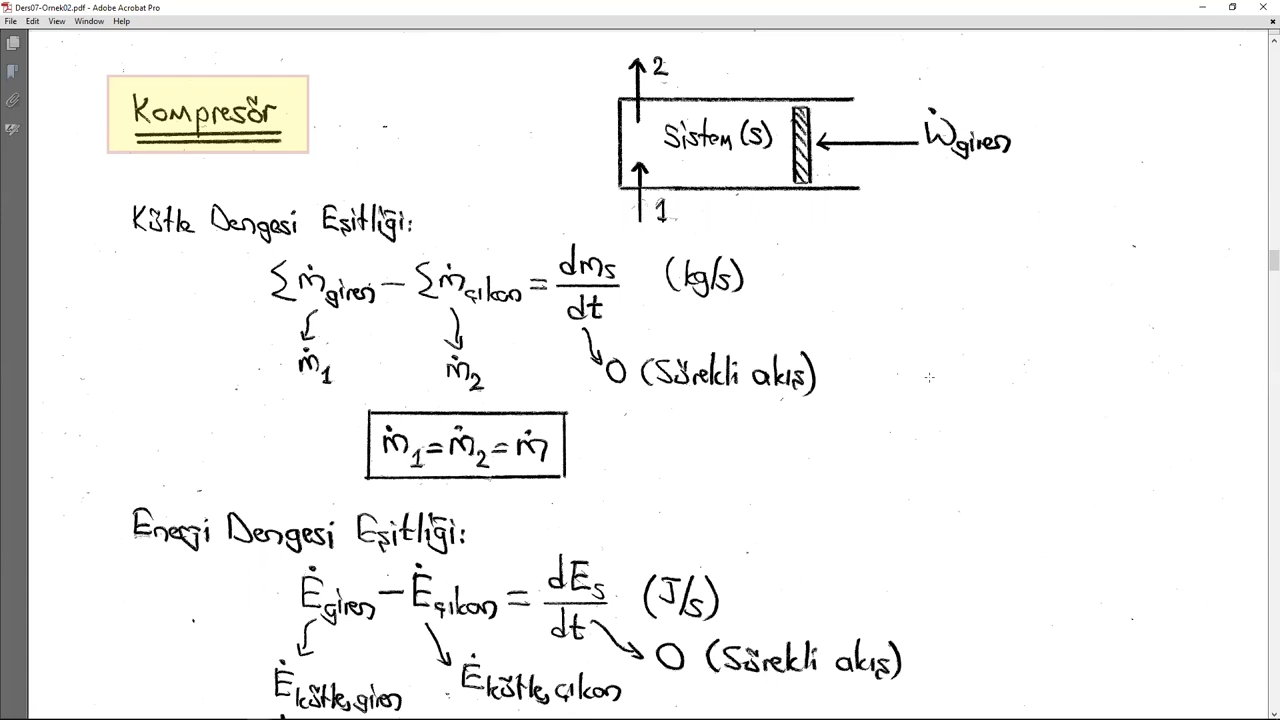 Ders07-Ornek02.pdf - Adobe Acrobat Pro
File Edit View Window Help
Kompresör
2
Sistem (s)
Ẇgiren
1
Kütle Dengesi Eşitliği:
∑ṁgiren - ∑ṁçıkan = dms/dt (kg/s)
ṁ1 ṁ2 0 (Sürekli akış)
ṁ1 = ṁ2 = ṁ
Enerji Dengesi Eşitliği:
Ėgiren - Ėçıkan = dEs/dt (J/s)
0 (Sürekli akış)
Ėkütle,giren Ėkütle,çıkan